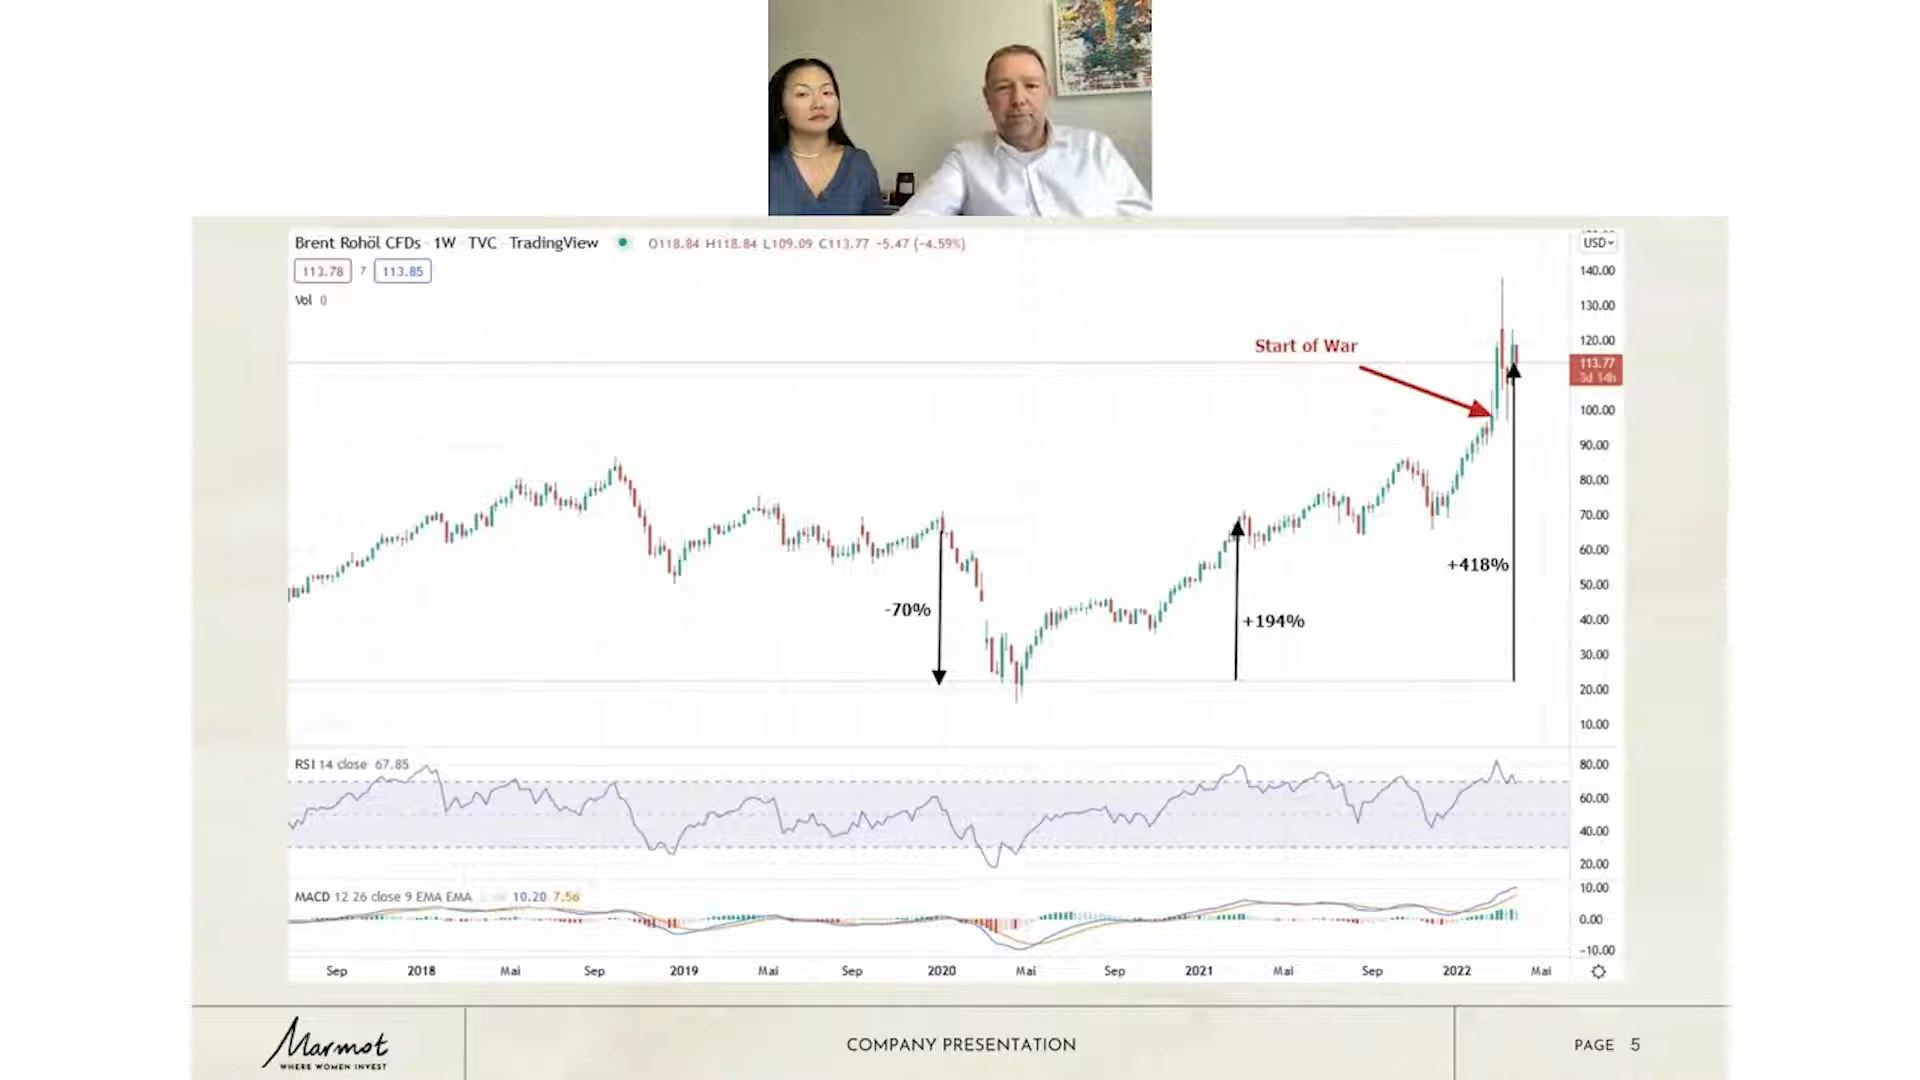 Brent Rohöl CFDs · 1W · TVC · TradingView O118.84 H118.84 L109.09 C113.77 -5.47 (-4.59%)
USD
113.78 7 113.85
Vol 0
140.00
130.00
120.00
113.77
3d 14h
100.00
90.00
80.00
70.00
60.00
50.00
40.00
30.00
20.00
10.00
Start of War
-70%
+194%
+418%
RSI 14 close 67.85
80.00
60.00
40.00
20.00
MACD 12 26 close 9 EMA EMA 10.20 7.56
10.00
0.00
-10.00
Sep 2018 Mai Sep 2019 Mai Sep 2020 Mai Sep 2021 Mai Sep 2022 Mai
Marmot
WHERE WOMEN INVEST
COMPANY PRESENTATION
PAGE 5